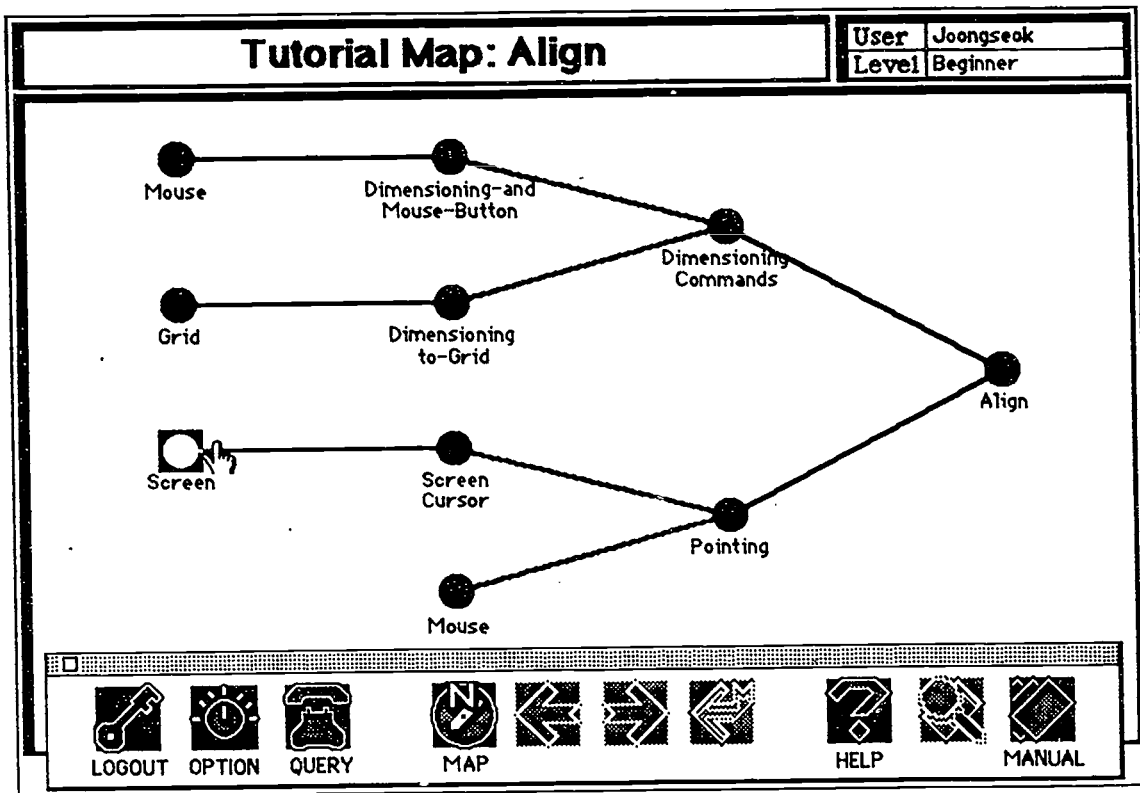 Tutorial Map: Align
User Joongseok
Level Beginner
Mouse
Dimensioning-and
Mouse-Button
Dimensioning
Commands
Grid
Dimensioning
to-Grid
Align
Screen
Screen
Cursor
Pointing
Mouse
N
LOGOUT OPTION QUERY MAP HELP MANUAL